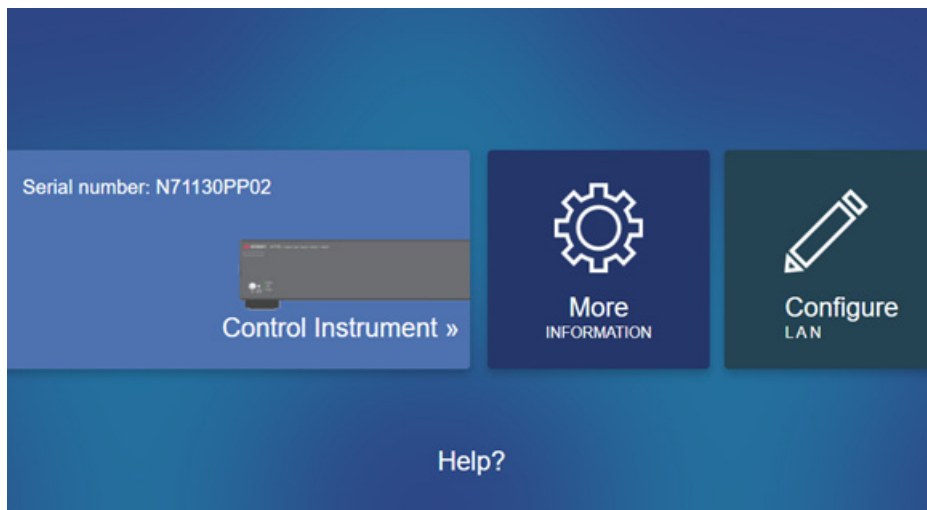 Serial number: N71130PP02
Control Instrument »
More
INFORMATION
Configure
LAN
Help?